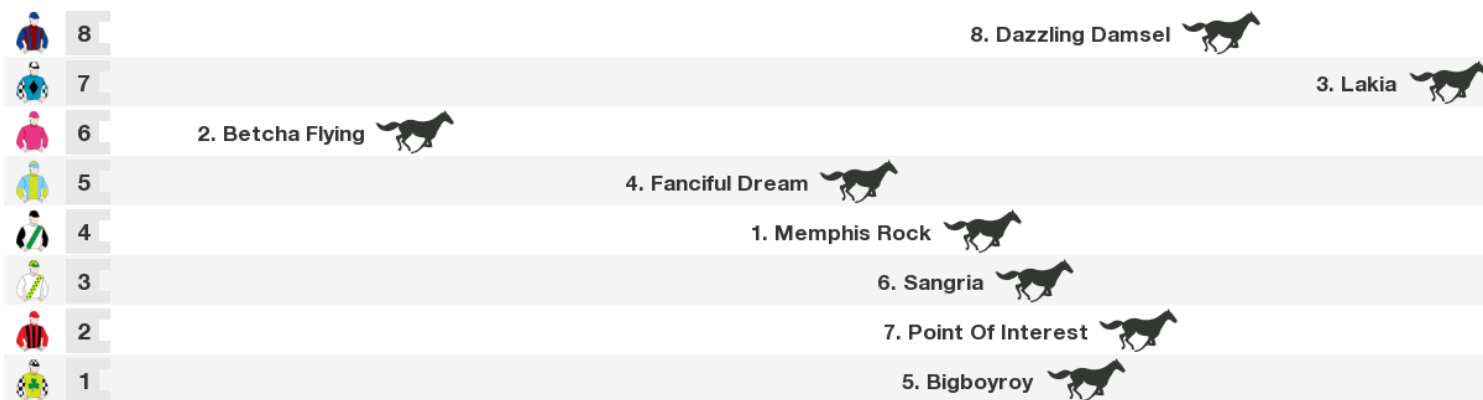 8 8. Dazzling Damsel
7 3. Lakia
6 2. Betcha Flying
5 4. Fanciful Dream
4 1. Memphis Rock
3 6. Sangria
2 7. Point Of Interest
1 5. Bigboyroy